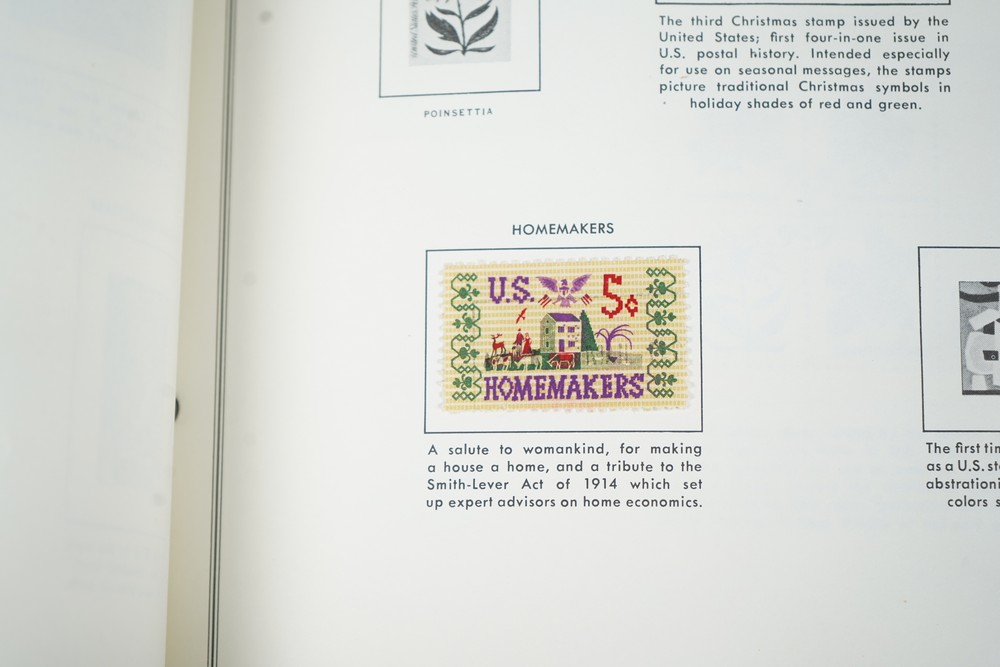 The third Christmas stamp issued by the
United States; first four-in-one issue in
U.S. postal history. Intended especially
for use on seasonal messages, the stamps
picture traditional Christmas symbols in
holiday shades of red and green.
POINSETTIA
HOMEMAKERS
U.S. 5¢
HOMEMAKERS
A salute to womankind, for making
a house a home, and a tribute to the
Smith-Lever Act of 1914 which set
up expert advisors on home economics.
The first
as a U.S.
colors